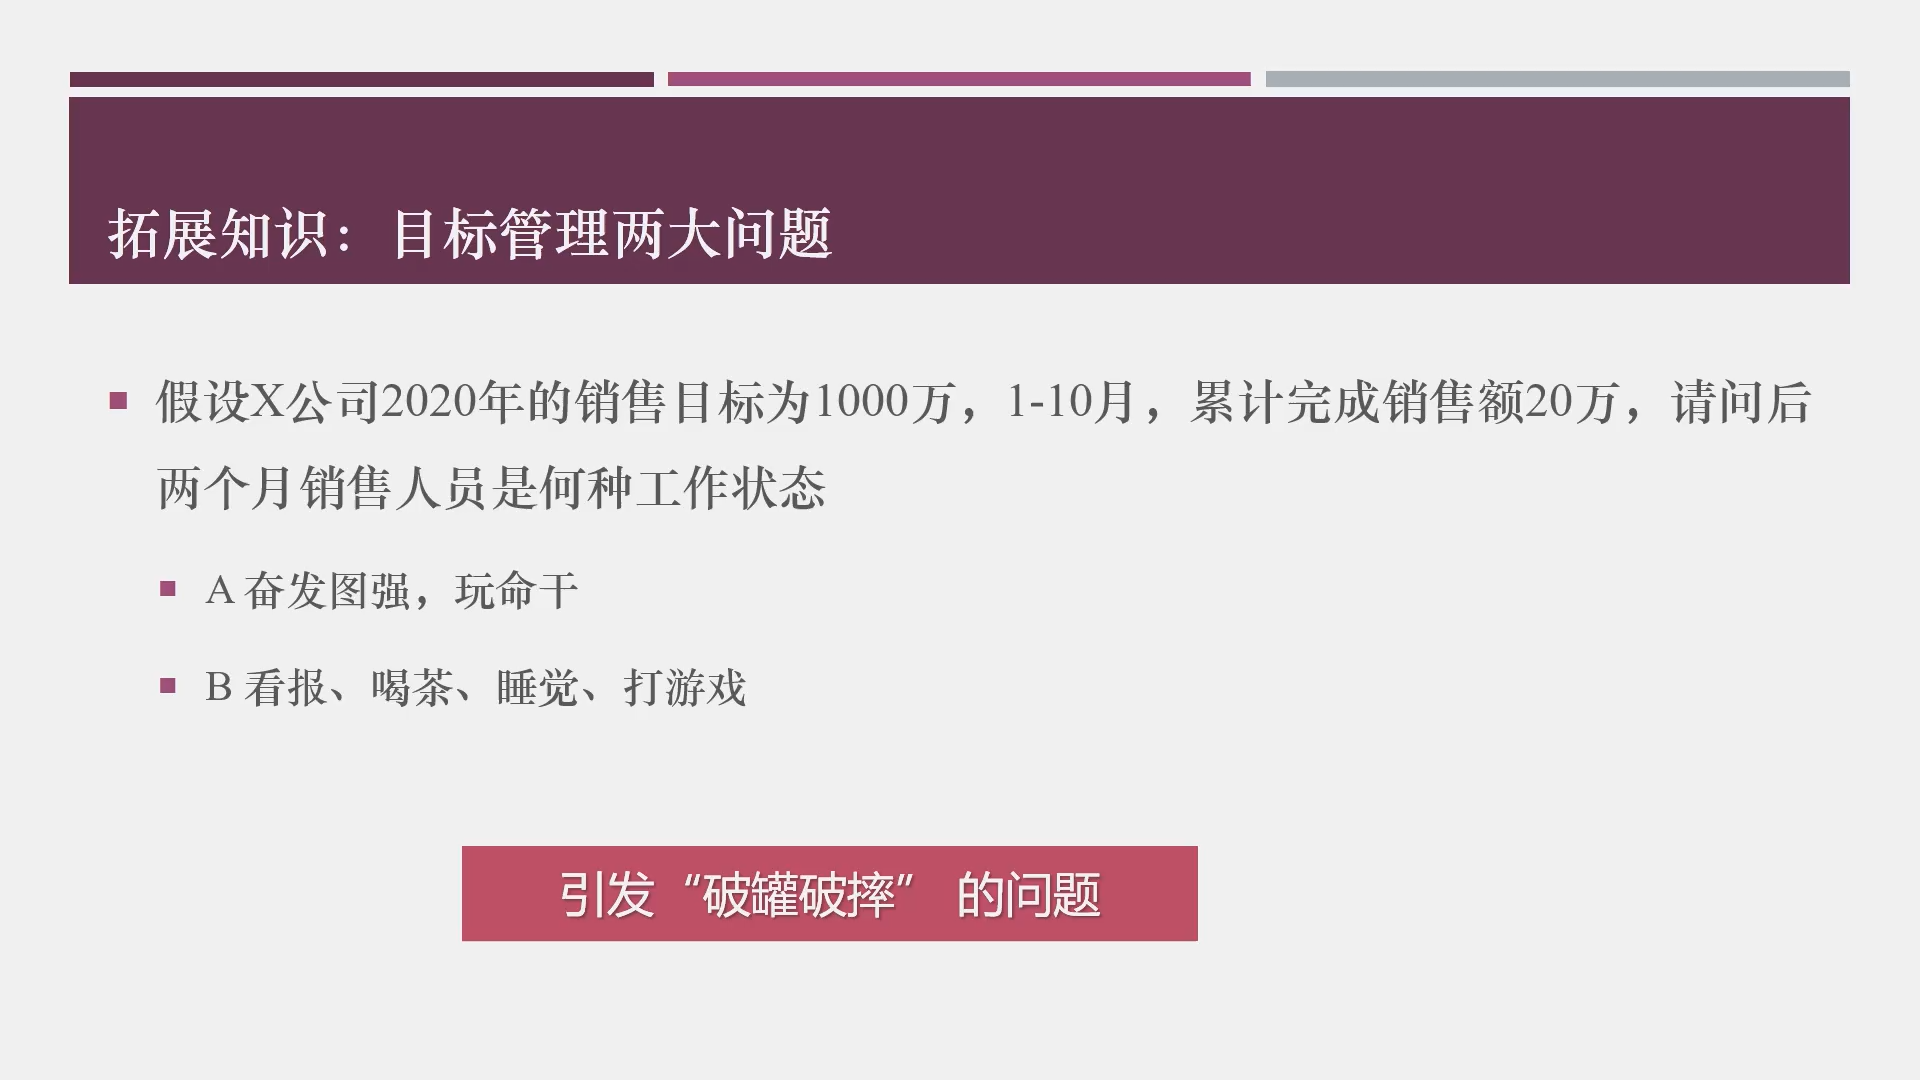 拓展知识：目标管理两大问题
假设X公司2020年的销售目标为1000万，1-10月，累计完成销售额20万，请问后
两个月销售人员是何种工作状态
A 奋发图强，玩命干
B 看报、喝茶、睡觉、打游戏
引发“破罐破摔” 的问题